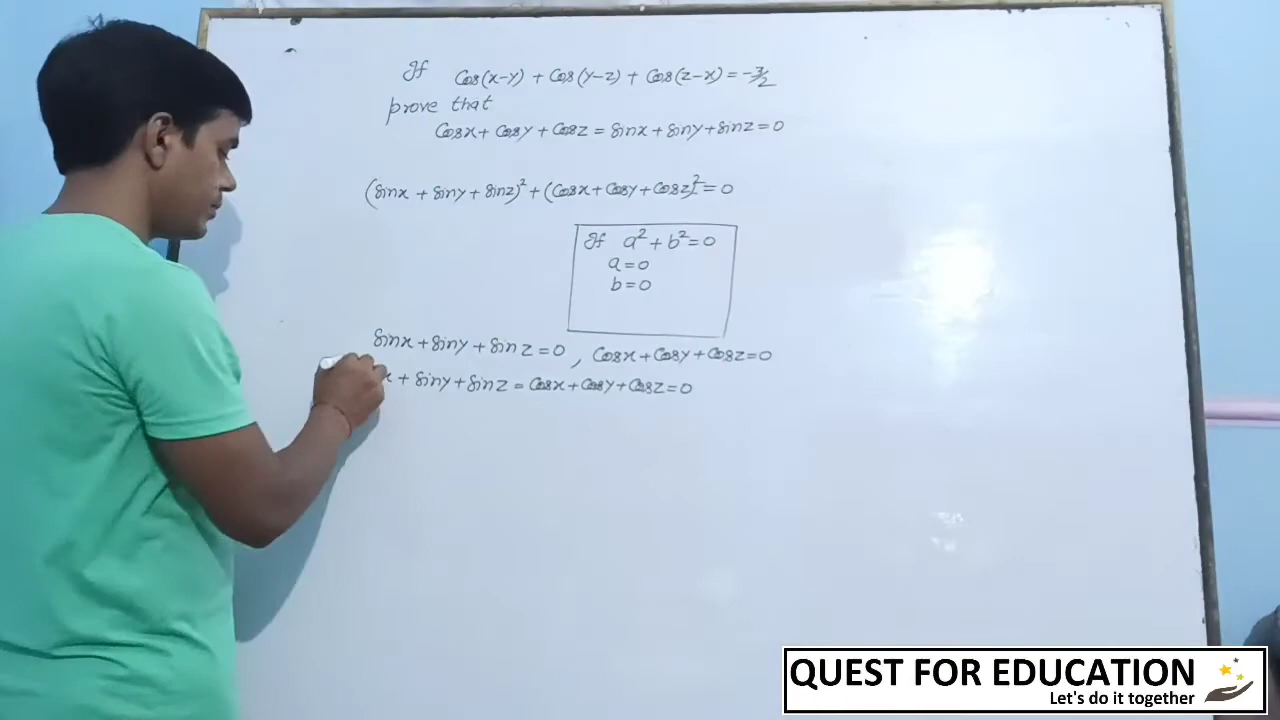 If Cos(x-y) + Cos(y-z) + Cos(z-x) = -3/2
prove that
Cosx + Cosy + Cosz = Sinx + Siny + Sinz = 0
(Sinx + Siny + Sinz)² + (Cosx + Cosy + Cosz)² = 0
If a² + b² = 0
a = 0
b = 0
Sinx + Siny + Sinz = 0 , Cosx + Cosy + Cosz = 0
x + Siny + Sinz = Cosx + Cosy + Cosz = 0
QUEST FOR EDUCATION
Let's do it together